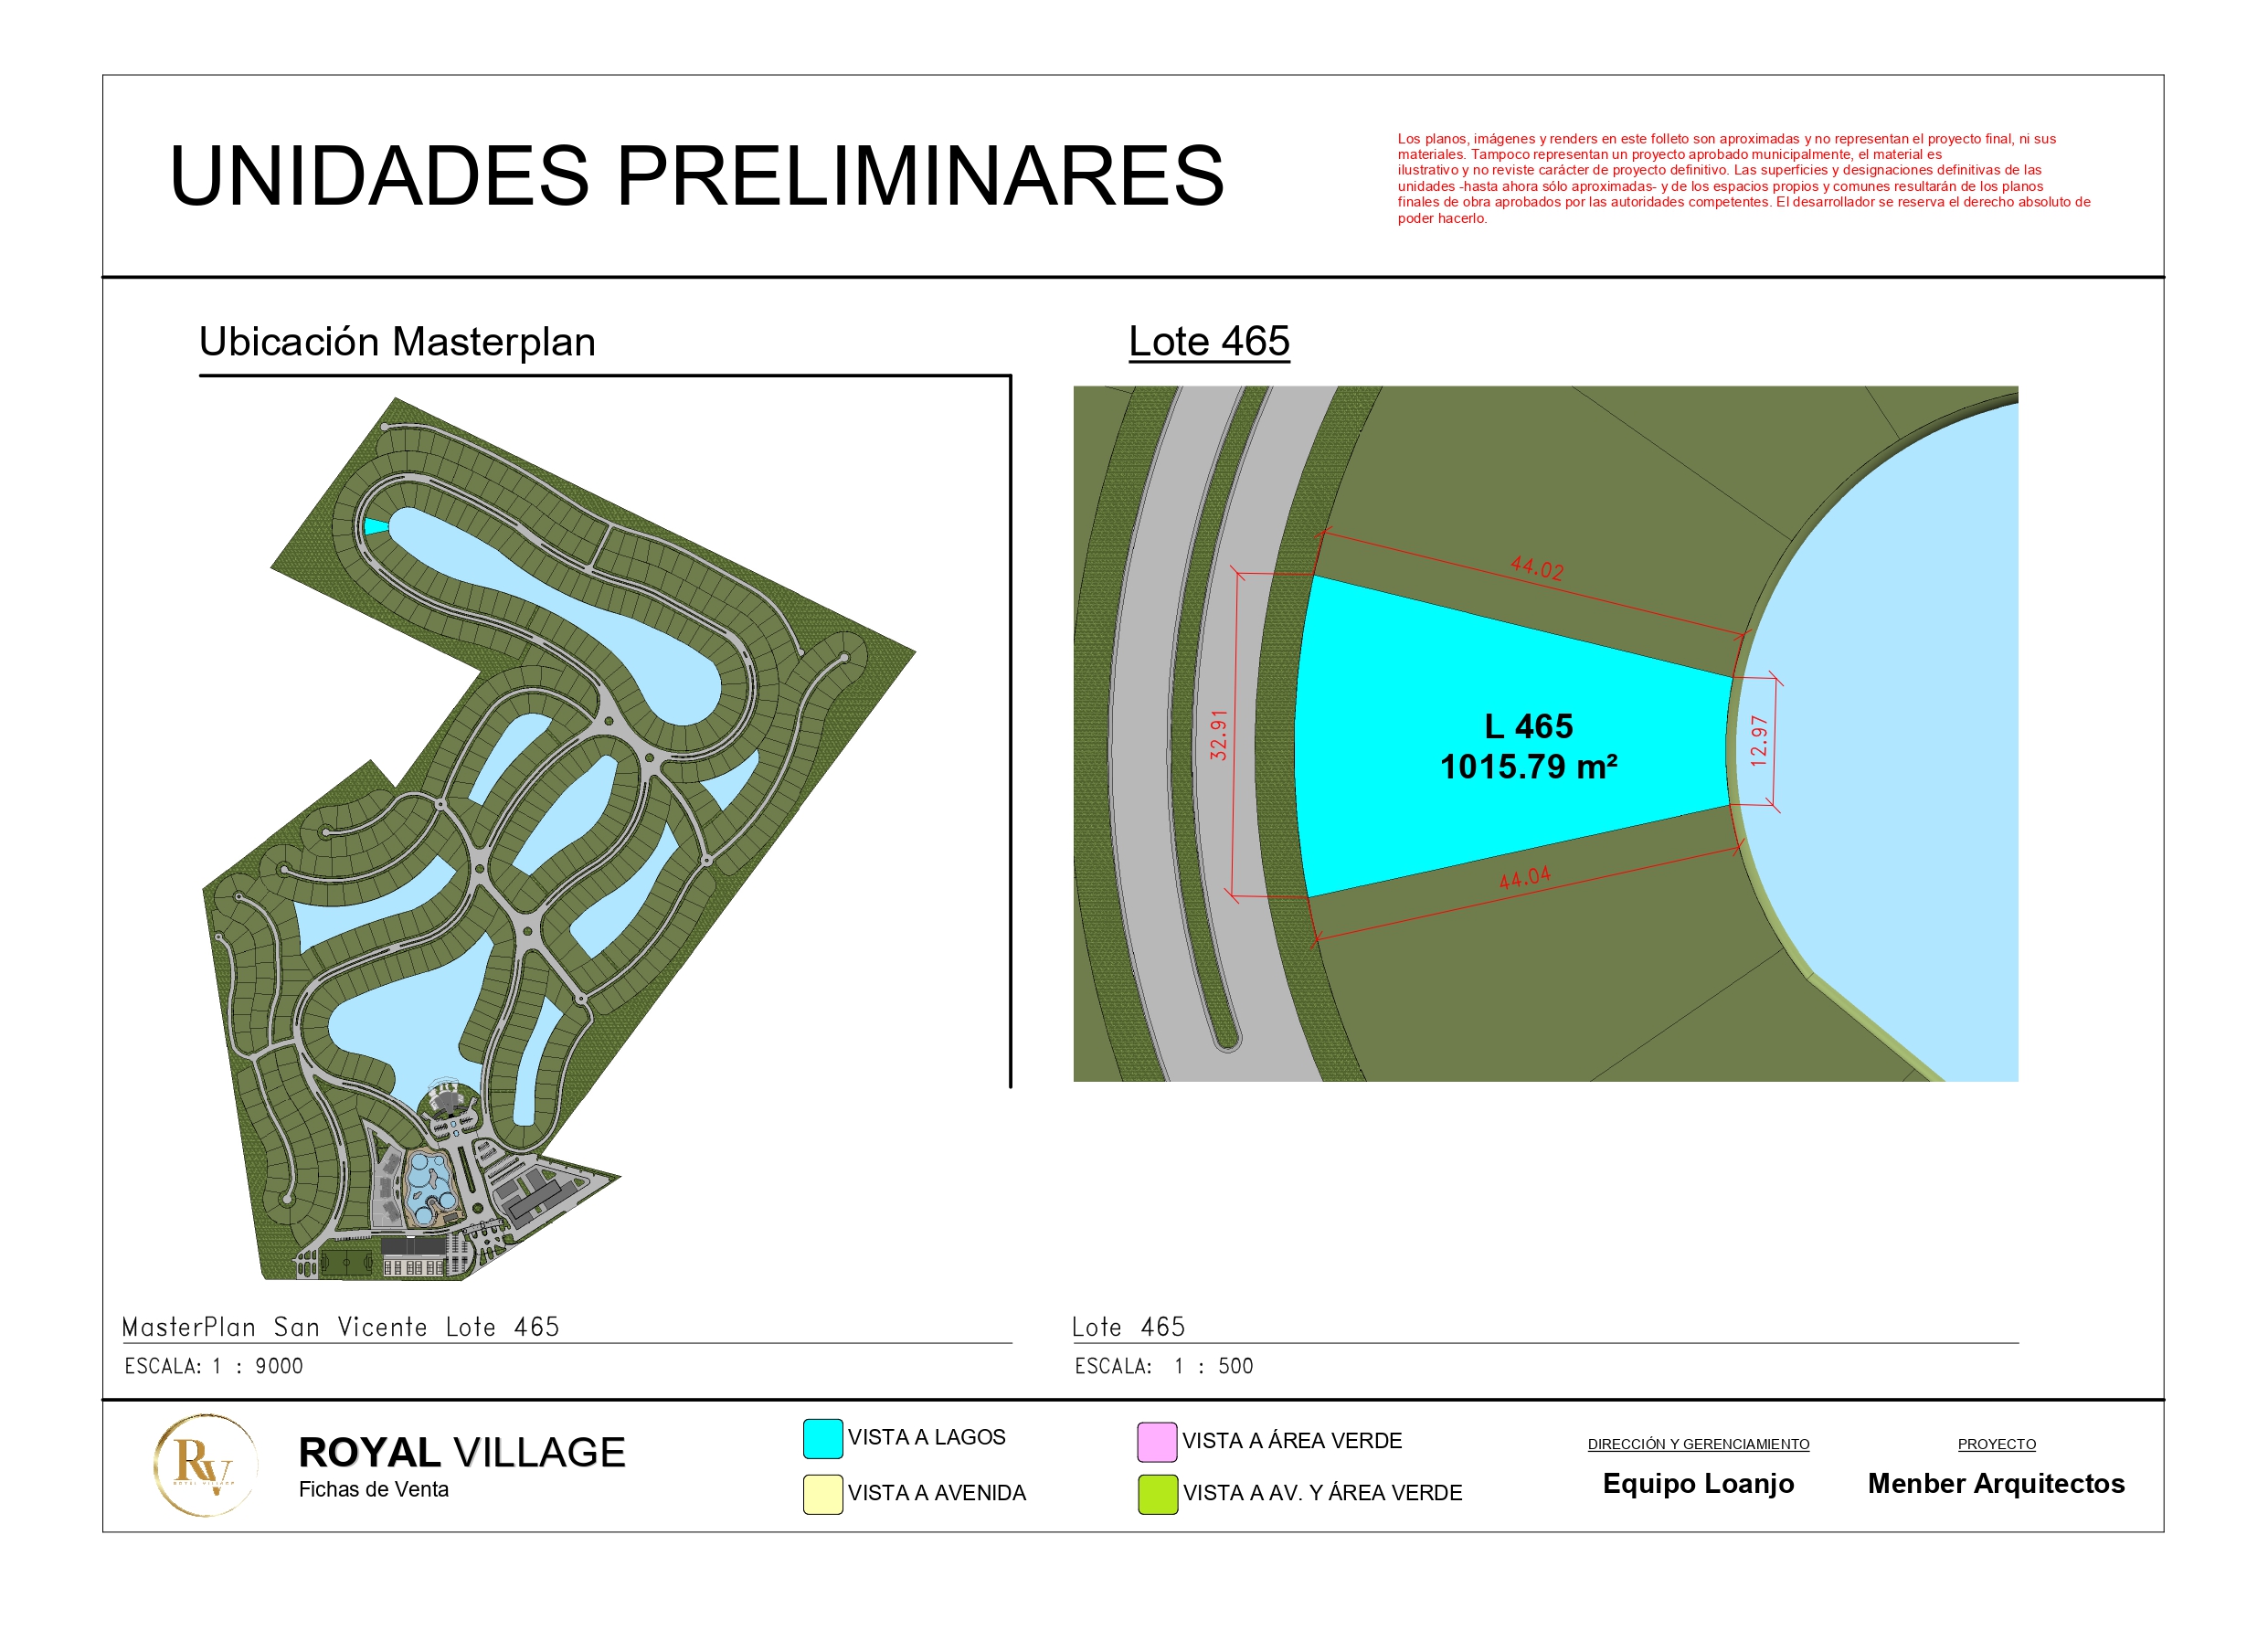 UNIDADES PRELIMINARES
Los planos, imágenes y renders en este folleto son aproximadas y no representan el proyecto final, ni sus
materiales. Tampoco representan un proyecto aprobado municipalmente, el material es
ilustrativo y no reviste carácter de proyecto definitivo. Las superficies y designaciones definitivas de las
unidades -hasta ahora sólo aproximadas- y de los espacios propios y comunes resultarán de los planos
finales de obra aprobados por las autoridades competentes. El desarrollador se reserva el derecho absoluto de
poder hacerlo.
Ubicación Masterplan
Lote 465
44.02
32.91
L 465
1015.79 m²
12.97
44.04
MasterPlan San Vicente Lote 465
ESCALA: 1 : 9000
Lote 465
ESCALA: 1 : 500
RV
ROYAL VILLAGE
ROYAL VILLAGE
Fichas de Venta
VISTA A LAGOS
VISTA A AVENIDA
VISTA A ÁREA VERDE
VISTA A AV. Y ÁREA VERDE
DIRECCIÓN Y GERENCIAMIENTO
Equipo Loanjo
PROYECTO
Menber Arquitectos